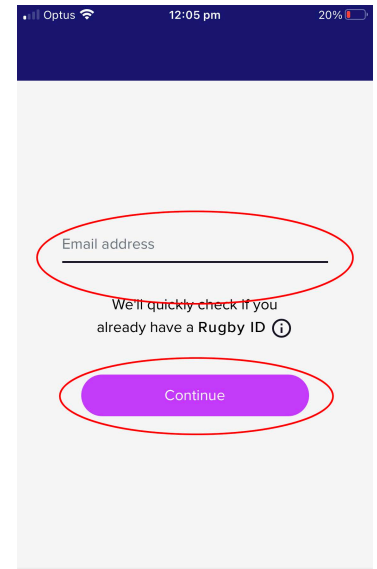 Optus 12:05 pm 20%
Email address
We'll quickly check if you
already have a Rugby ID
Continue